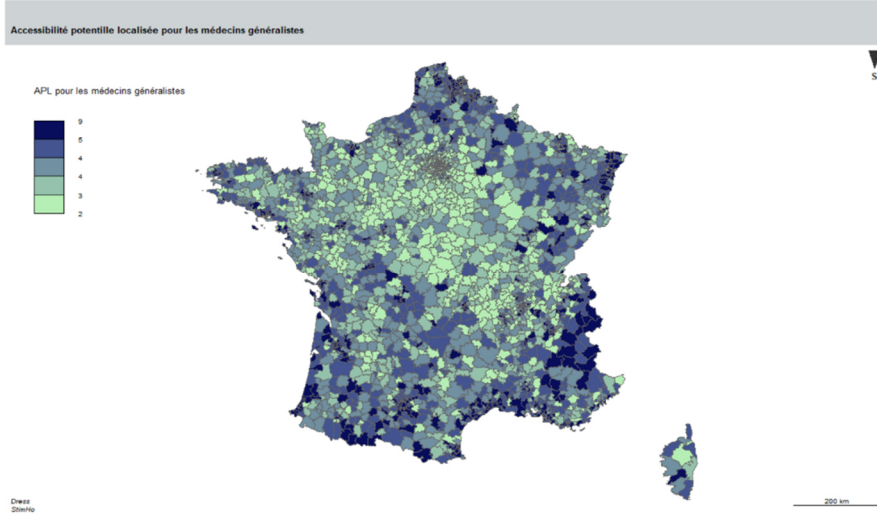 Accessibilité potentille localisée pour les médecins généralistes
S
APL pour les médecins généralistes
9
5
4
4
3
2
Dress
StimHo
200 km